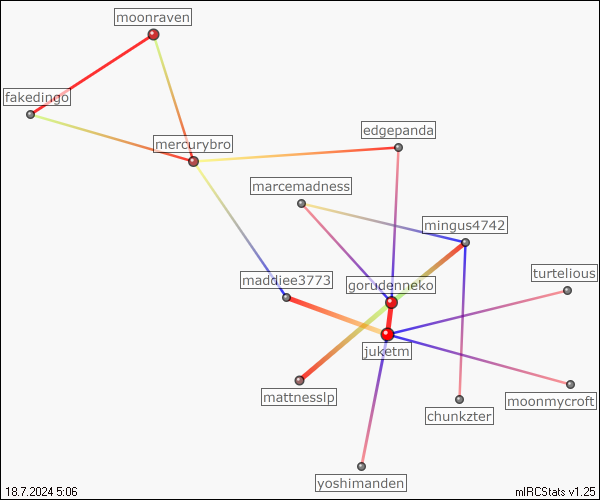 moonraven
fakedingo
edgepanda
mercurybro
marcemadness
mingus4742
turtelious
maddiee3773
gorudenneko
juketm
mattnesslp
moonmycroft
chunkzter
yoshimanden
18.7.2024 5:06
mIRCStats v1.25